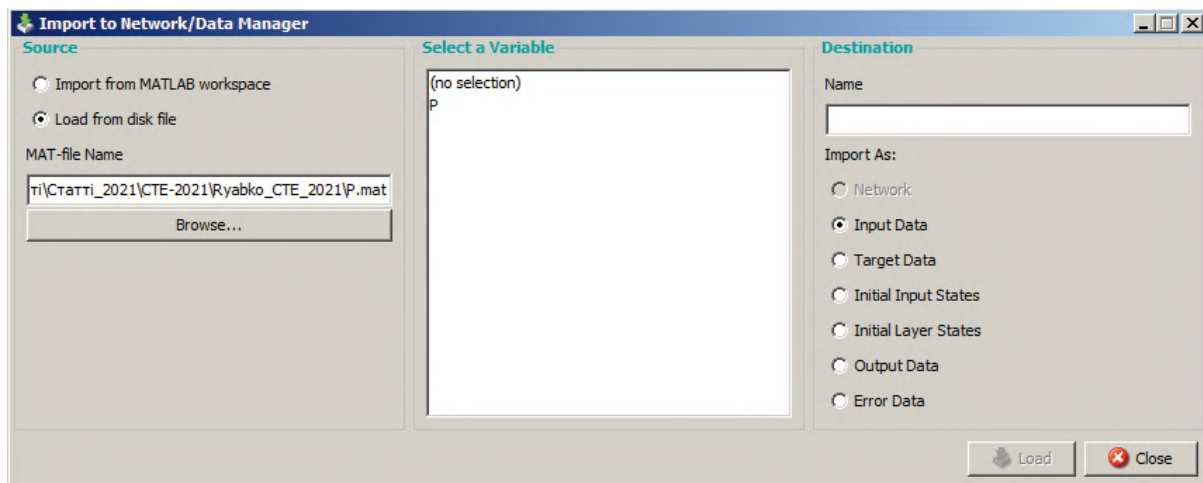 Import to Network/Data Manager
Source
Import from MATLAB workspace
Load from disk file
MAT-file Name
ті\Статті_2021\CTE-2021\Ryabko_CTE_2021\P.mat
Browse...
Select a Variable
(no selection)
P
Destination
Name
Import As:
Network
Input Data
Target Data
Initial Input States
Initial Layer States
Output Data
Error Data
Load
Close